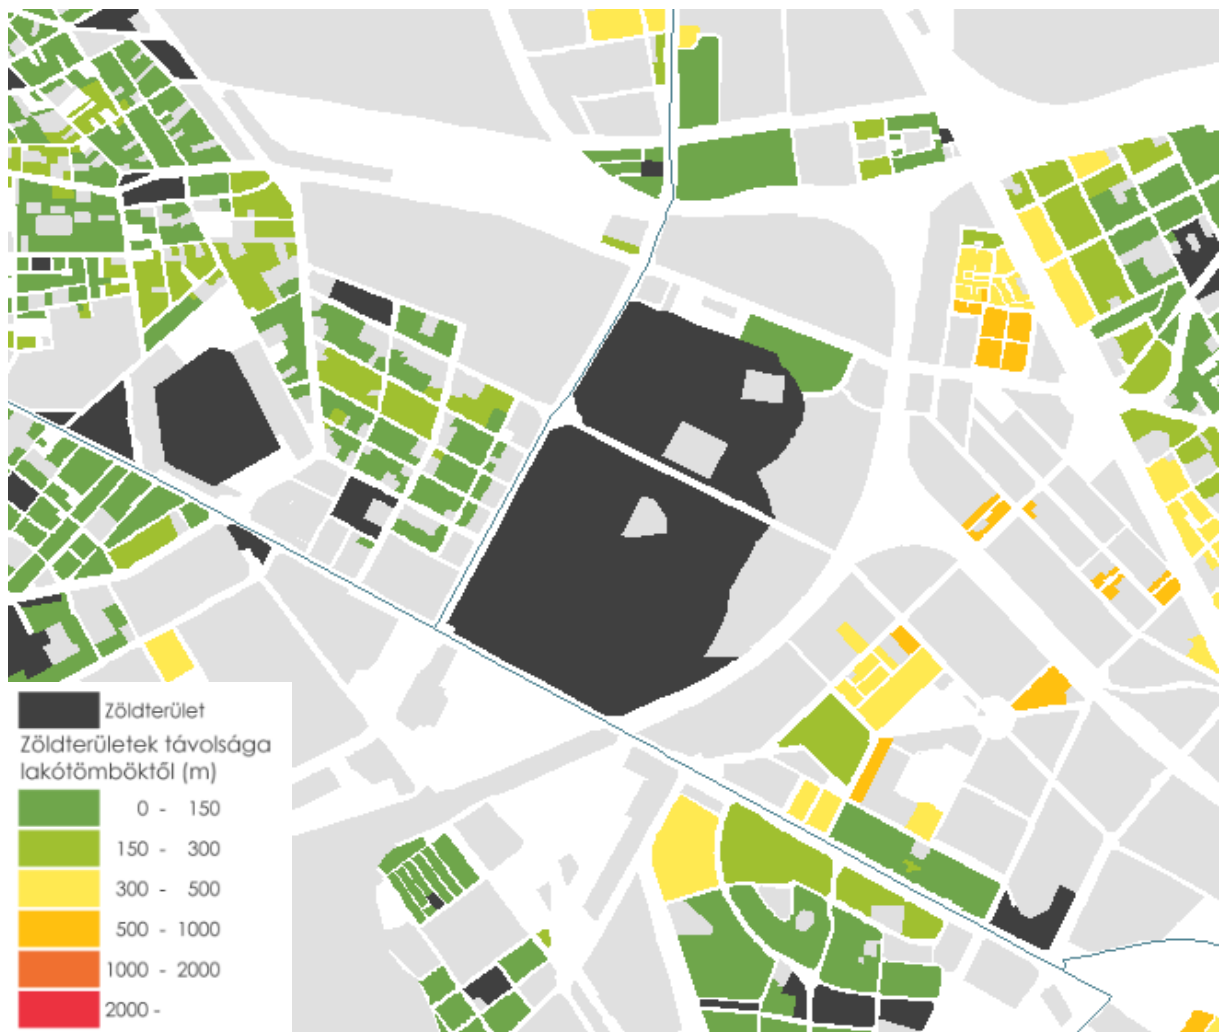 Zöldterület
Zöldterületek távolsága
lakótömböktől (m)
0 - 150
150 - 300
300 - 500
500 - 1000
1000 - 2000
2000 -